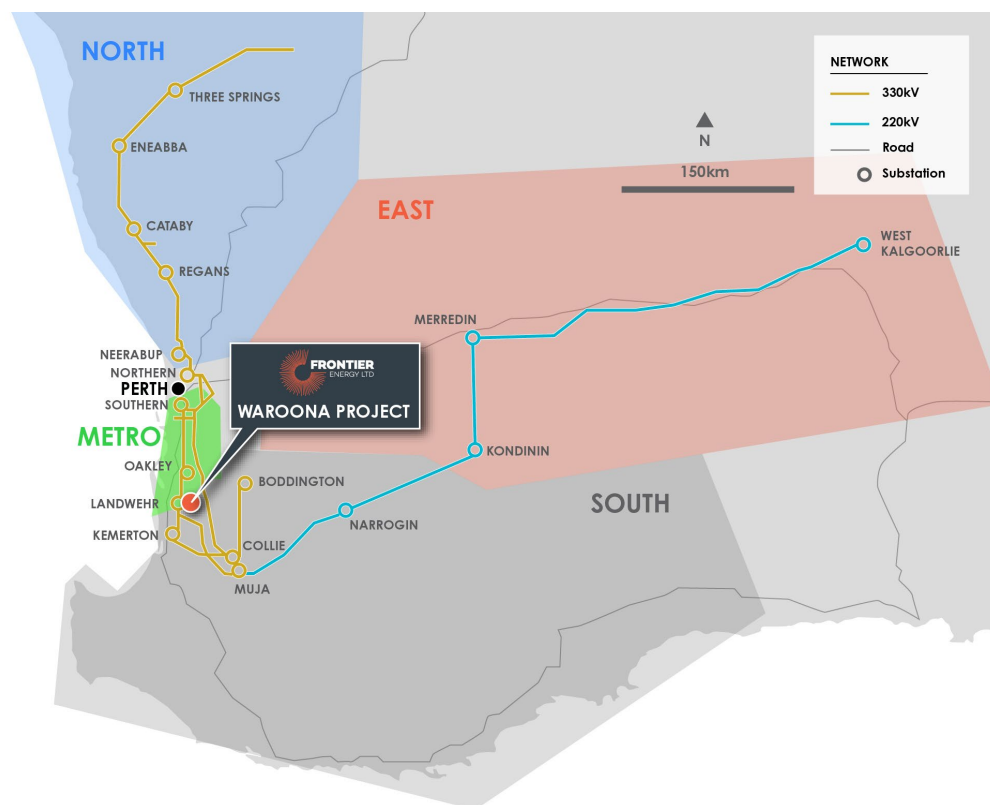 NORTH
THREE SPRINGS
ENEABBA
CATABY
REGANS
NEERABUP
NORTHERN
PERTH
SOUTHERN
METRO
OAKLEY
LANDWEHR
KEMERTON
BODDINGTON
COLLIE
MUJA
FRONTIER
ENERGY LTD
WAROONA PROJECT
EAST
MERREDIN
KONDININ
NARROGIN
SOUTH
WEST
KALGOORLIE
N
150km
NETWORK
330kV
220kV
Road
Substation